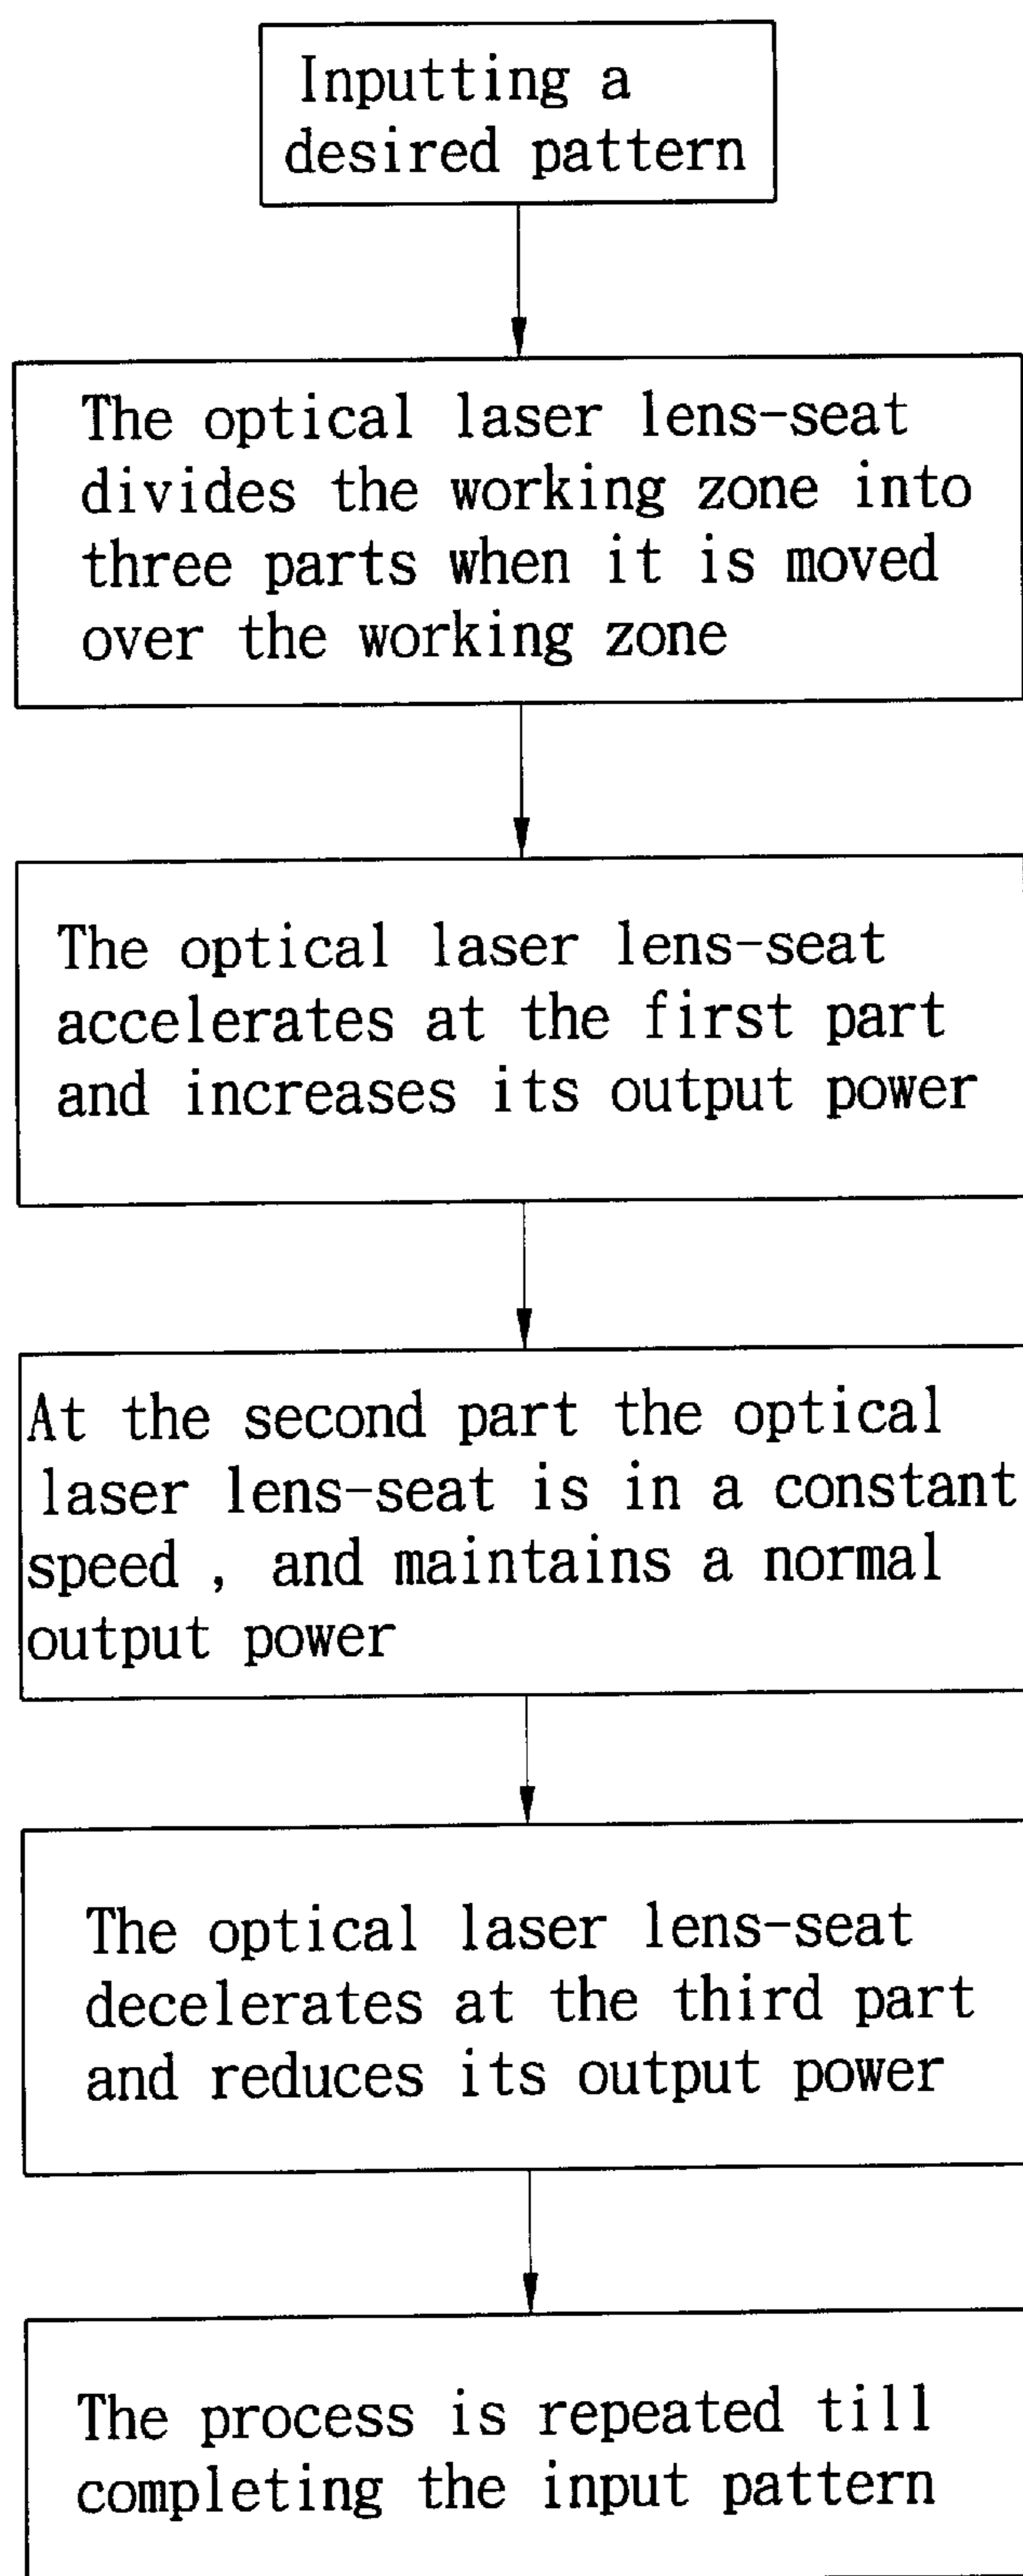 Inputting a
desired pattern
The optical laser lens-seat
divides the working zone into
three parts when it is moved
over the working zone
The optical laser lens-seat
accelerates at the first part
and increases its output power
At the second part the optical
laser lens-seat is in a constant
speed , and maintains a normal
output power
The optical laser lens-seat
decelerates at the third part
and reduces its output power
The process is repeated till
completing the input pattern